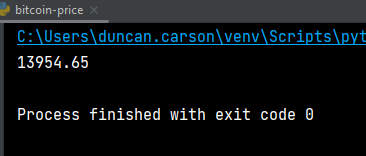 bitcoin-price
C:\Users\duncan.carson\venv\Scripts\pyt
13954.65
Process finished with exit code 0